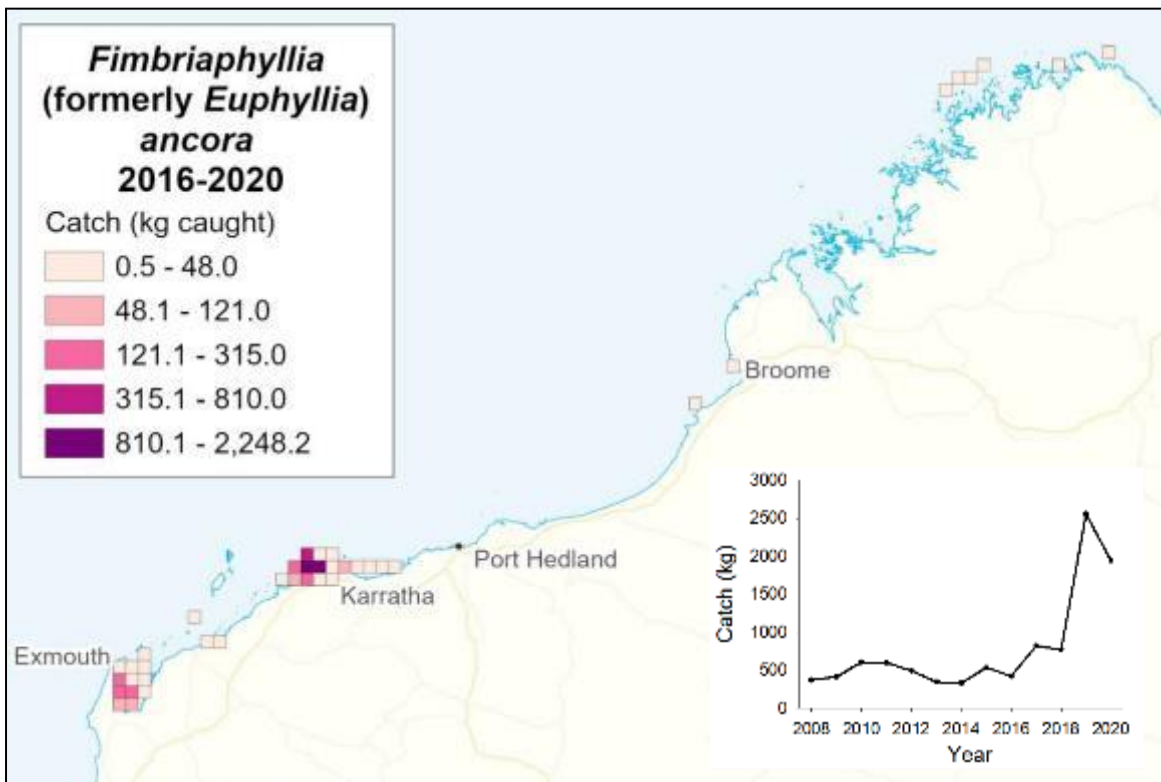 Fimbriaphyllia
(formerly Euphyllia)
ancora
2016-2020
Catch (kg caught)
0.5 - 48.0
48.1 - 121.0
121.1 - 315.0
315.1 - 810.0
810.1 - 2,248.2
Broome
Port Hedland
Karratha
Exmouth
3000
2500
2000
1500
1000
500
0
Catch (kg)
2008 2010 2012 2014 2016 2018 2020
Year